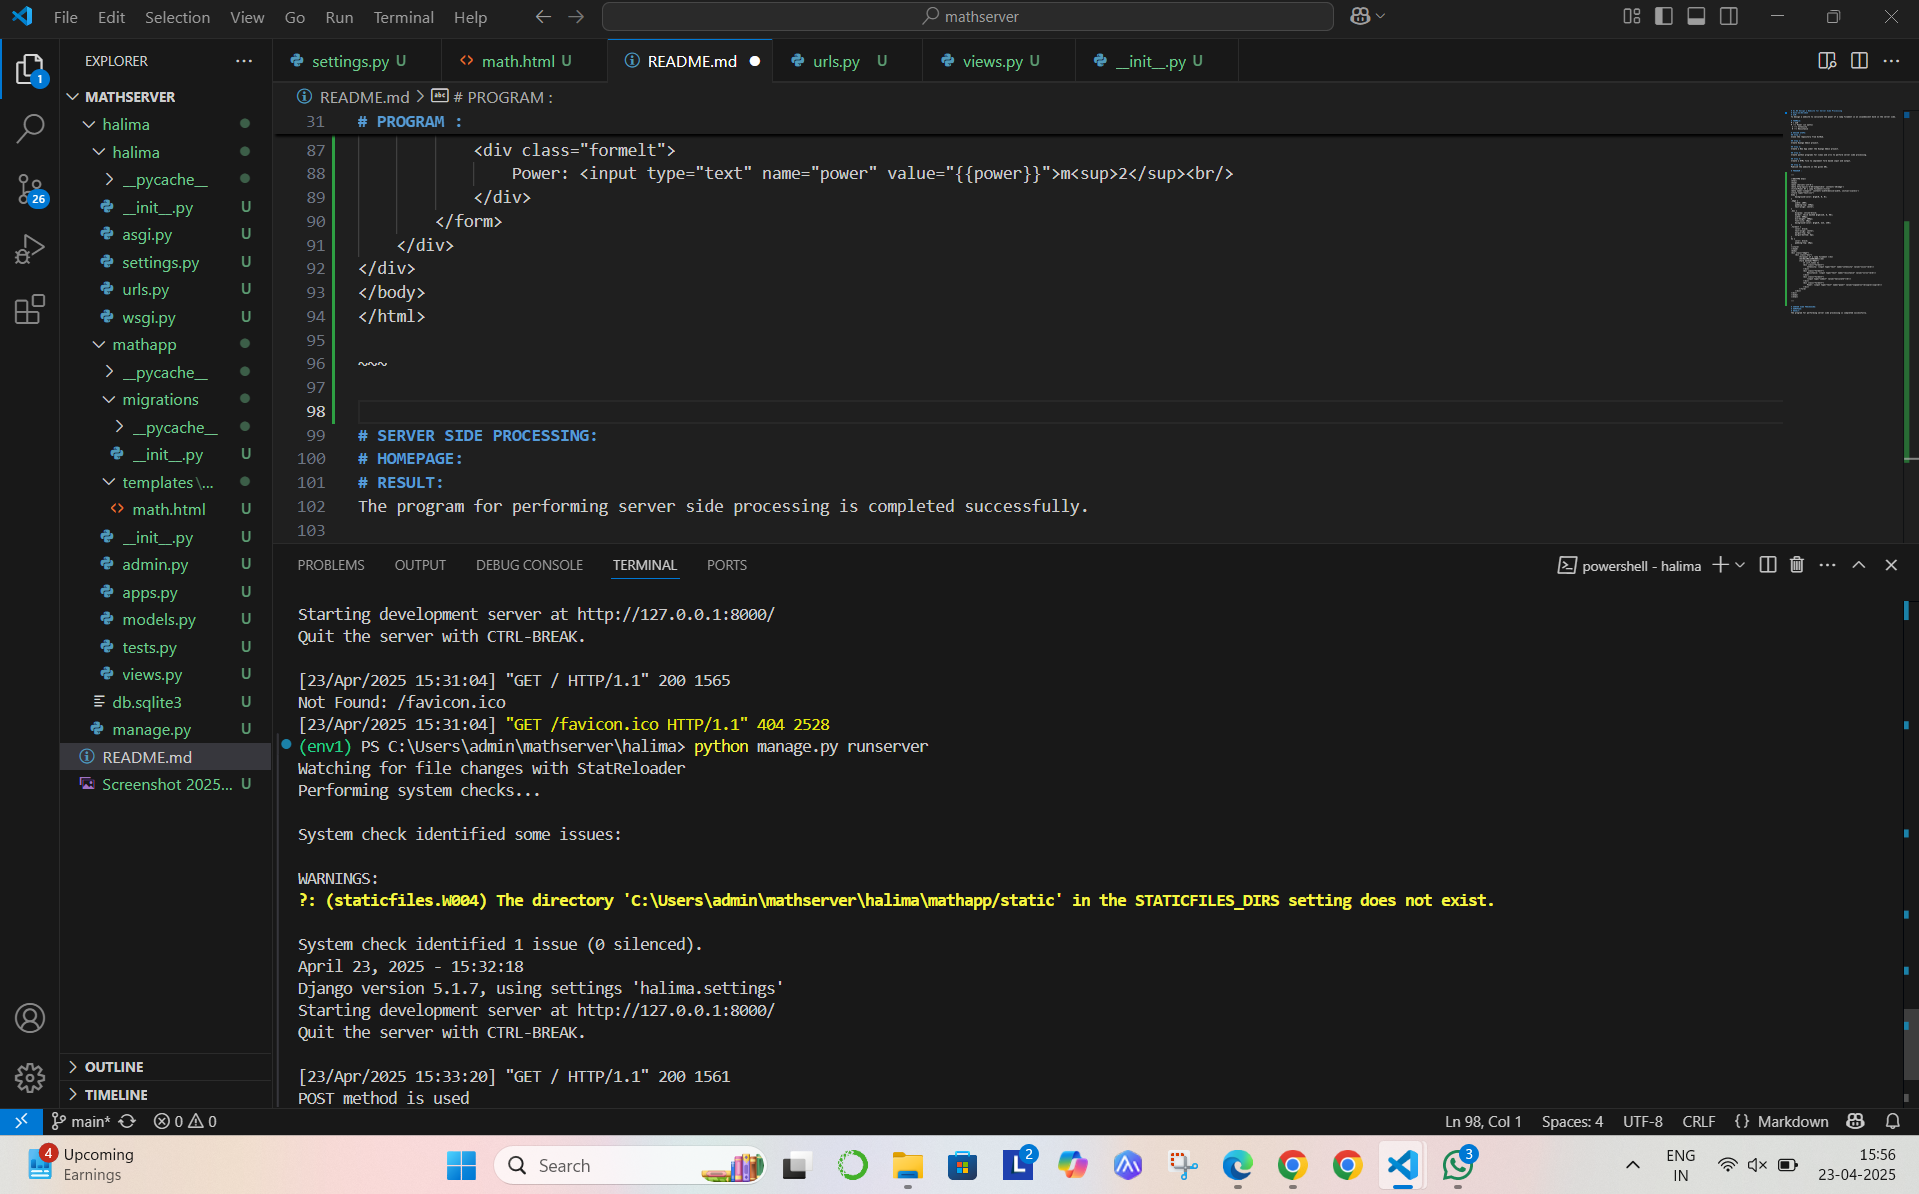 File Edit Selection View Go Run Terminal Help
mathserver
EXPLORER
MATHSERVER
halima
halima
__pycache__
__init__.py U
asgi.py U
settings.py U
urls.py U
wsgi.py U
mathapp
__pycache__
migrations
__pycache__
__init__.py U
templates \...
math.html U
__init__.py U
admin.py U
apps.py U
models.py U
tests.py U
views.py U
db.sqlite3 U
manage.py U
README.md
Screenshot 2025... U
OUTLINE
TIMELINE
1
26
settings.py U
math.html U
README.md
urls.py U
views.py U
__init__.py U
README.md > # PROGRAM :
31 # PROGRAM :
87 <div class="formelt">
88 Power: <input type="text" name="power" value="{{power}}">m<sup>2</sup><br/>
89 </div>
90 </form>
91 </div>
92 </div>
93 </body>
94 </html>
95
96 ~~~
97
98
99 # SERVER SIDE PROCESSING:
100 # HOMEPAGE:
101 # RESULT:
102 The program for performing server side processing is completed successfully.
103
PROBLEMS OUTPUT DEBUG CONSOLE TERMINAL PORTS
powershell - halima
Starting development server at http://127.0.0.1:8000/
Quit the server with CTRL-BREAK.
[23/Apr/2025 15:31:04] "GET / HTTP/1.1" 200 1565
Not Found: /favicon.ico
[23/Apr/2025 15:31:04] "GET /favicon.ico HTTP/1.1" 404 2528
(env1) PS C:\Users\admin\mathserver\halima> python manage.py runserver
Watching for file changes with StatReloader
Performing system checks...
System check identified some issues:
WARNINGS:
?: (staticfiles.W004) The directory 'C:\Users\admin\mathserver\halima\mathapp/static' in the STATICFILES_DIRS setting does not exist.
System check identified 1 issue (0 silenced).
April 23, 2025 - 15:32:18
Django version 5.1.7, using settings 'halima.settings'
Starting development server at http://127.0.0.1:8000/
Quit the server with CTRL-BREAK.
[23/Apr/2025 15:33:20] "GET / HTTP/1.1" 200 1561
POST method is used
main* 0 0
Ln 98, Col 1 Spaces: 4 UTF-8 CRLF {} Markdown
4
Upcoming
Earnings
Search
2
3
ENG
IN
15:56
23-04-2025